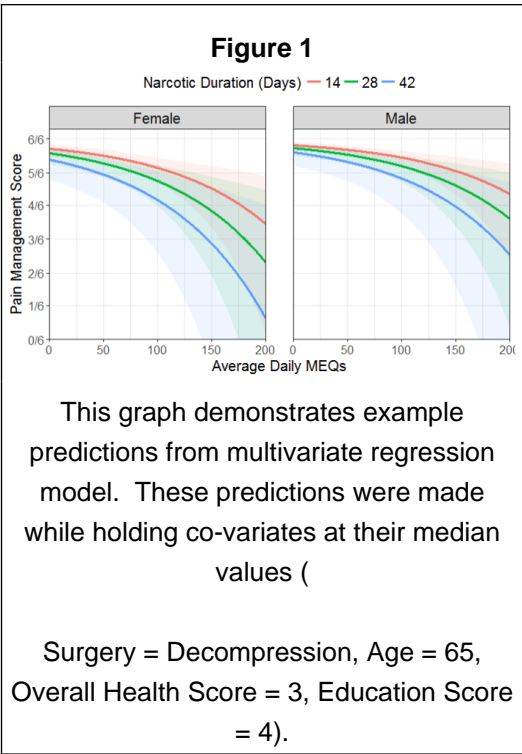 Figure 1
Narcotic Duration (Days) 14 28 42
Female Male
Pain Management Score
6/6
5/6
4/6
3/6
2/6
1/6
0/6
0 50 100 150 200 0 50 100 150 200
Average Daily MEQs
This graph demonstrates example
predictions from multivariate regression
model. These predictions were made
while holding co-variates at their median
values (
Surgery = Decompression, Age = 65,
Overall Health Score = 3, Education Score
= 4).